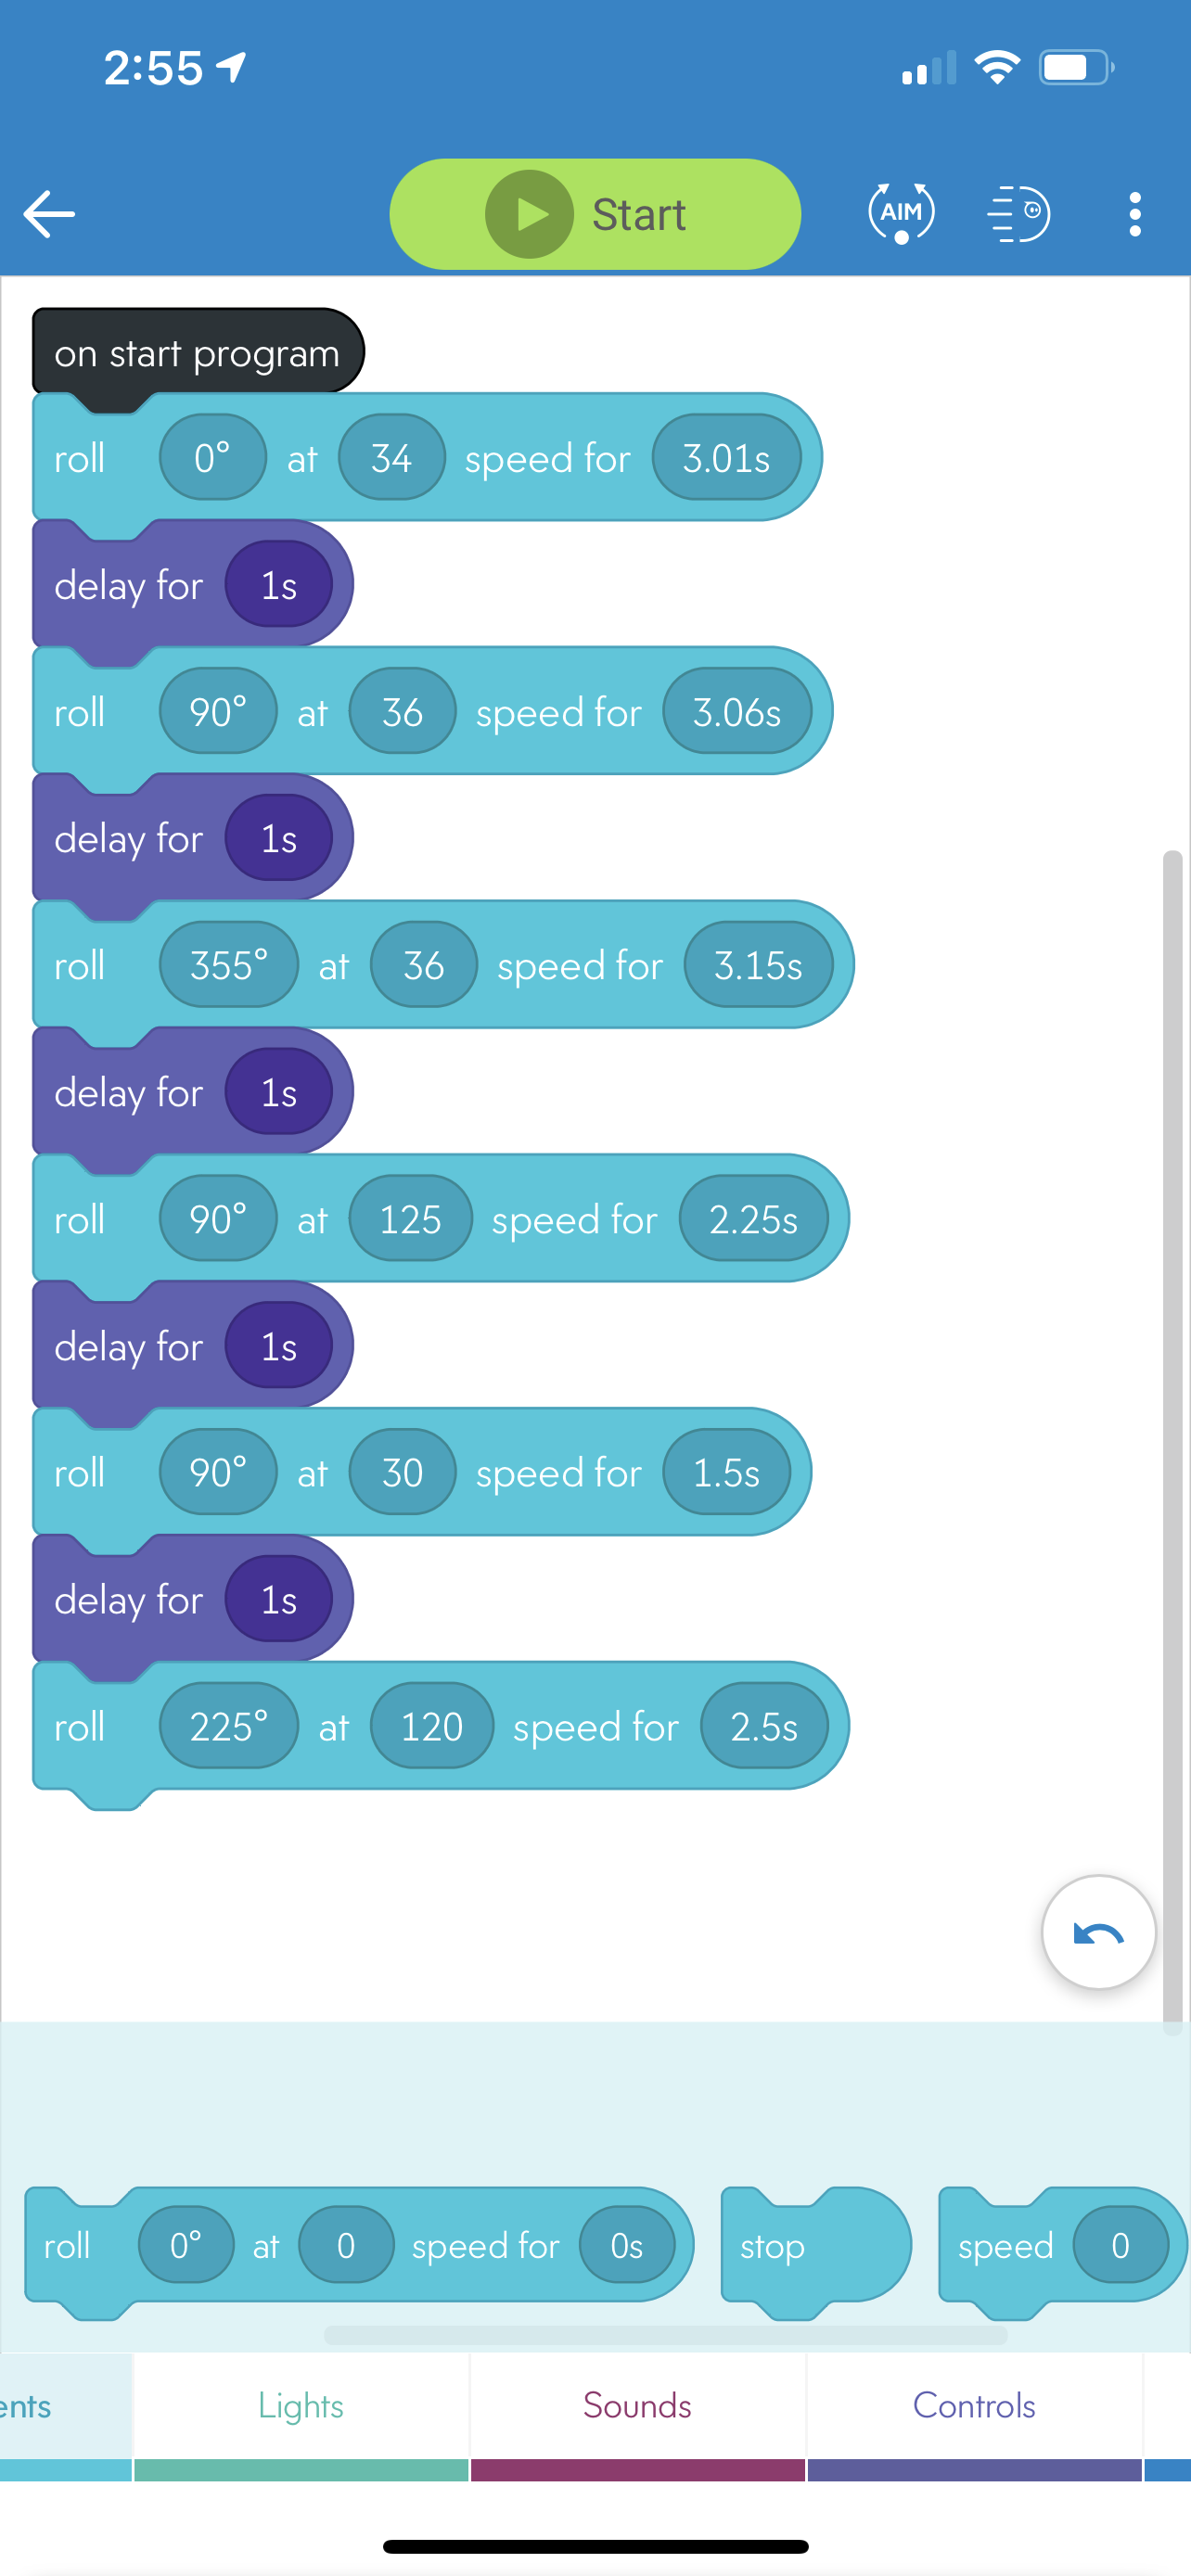 2:55
Start
AIM
on start program
roll 0° at 34 speed for 3.01s
delay for 1s
roll 90° at 36 speed for 3.06s
delay for 1s
roll 355° at 36 speed for 3.15s
delay for 1s
roll 90° at 125 speed for 2.25s
delay for 1s
roll 90° at 30 speed for 1.5s
delay for 1s
roll 225° at 120 speed for 2.5s
roll 0° at 0 speed for 0s stop speed 0
ents Lights Sounds Controls